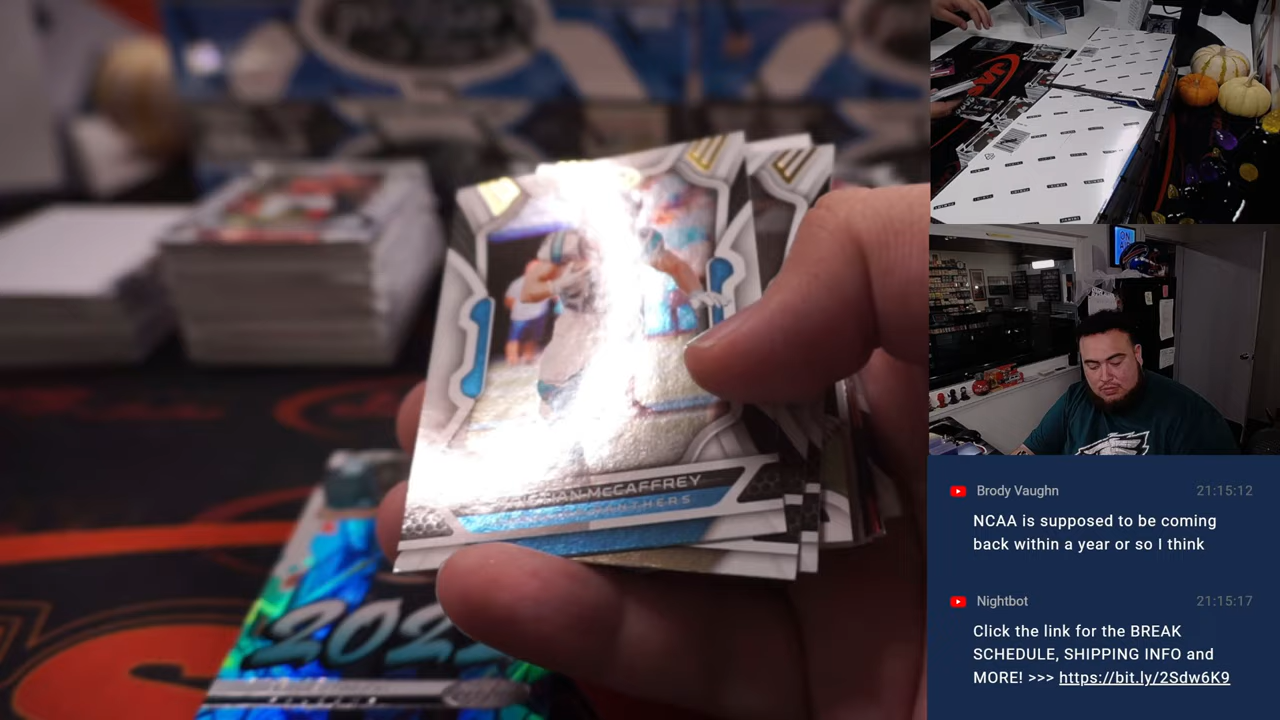 McCAFFREY
PANTHERS
2022
Brody Vaughn 21:15:12
NCAA is supposed to be coming
back within a year or so I think
Nightbot 21:15:17
Click the link for the BREAK
SCHEDULE, SHIPPING INFO and
MORE! >>> https://bit.ly/2Sdw6K9